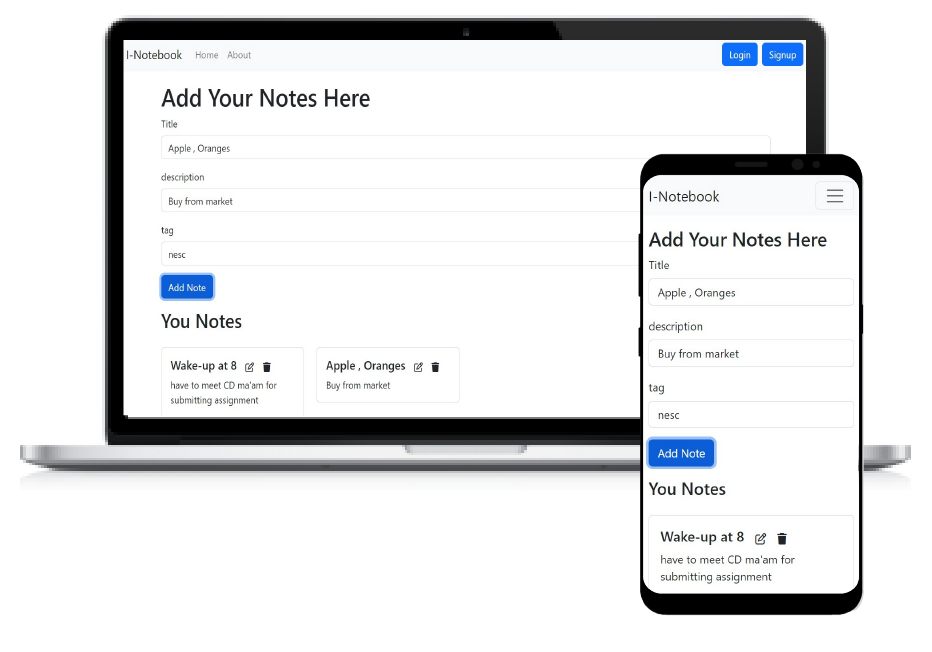 I-Notebook Home About Login Signup
Add Your Notes Here
Title
Apple , Oranges
description
Buy from market
tag
nesc
Add Note
You Notes
Wake-up at 8
have to meet CD ma'am for
submitting assignment
Apple , Oranges
Buy from market
I-Notebook
Add Your Notes Here
Title
Apple , Oranges
description
Buy from market
tag
nesc
Add Note
You Notes
Wake-up at 8
have to meet CD ma'am for
submitting assignment